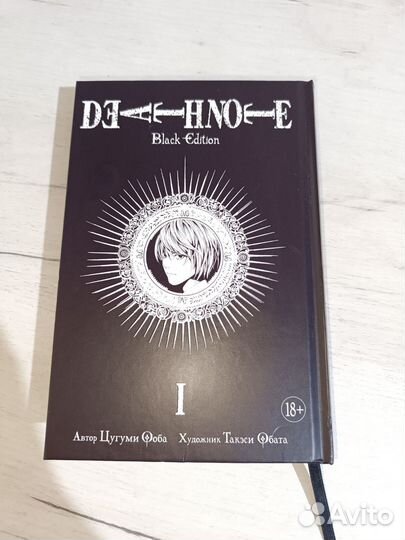 DEATH NOTE
Black Edition
I
18+
Автор Цугуми Ооба Художник Такэси Обата
Avito